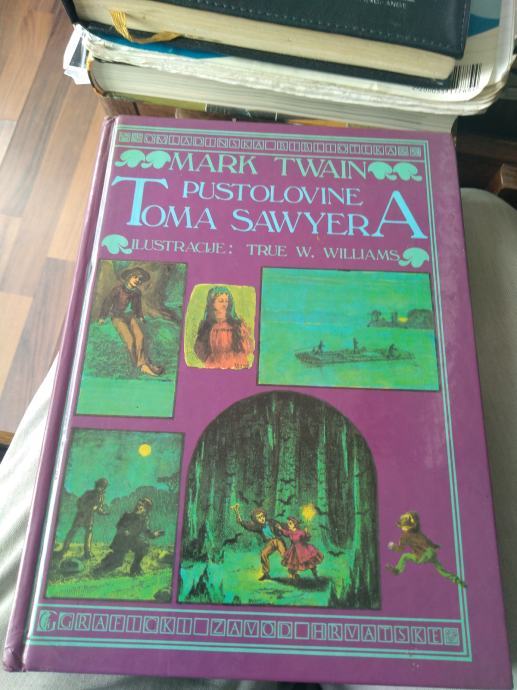 OMLADINSKA BIBLIOTEKA
MARK TWAIN
PUSTOLOVINE
TOMA SAWYERA
ILUSTRACIJE: TRUE W. WILLIAMS
GRAFIČKI ZAVOD HRVATSKE